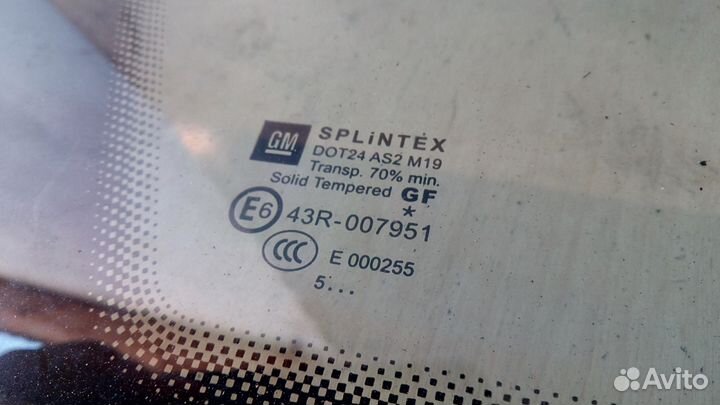 GM SPLiNTEX
DOT24 AS2 M19
Transp. 70% min.
Solid Tempered GF
*
E6 43R-007951
CCC E 000255
5...
Avito